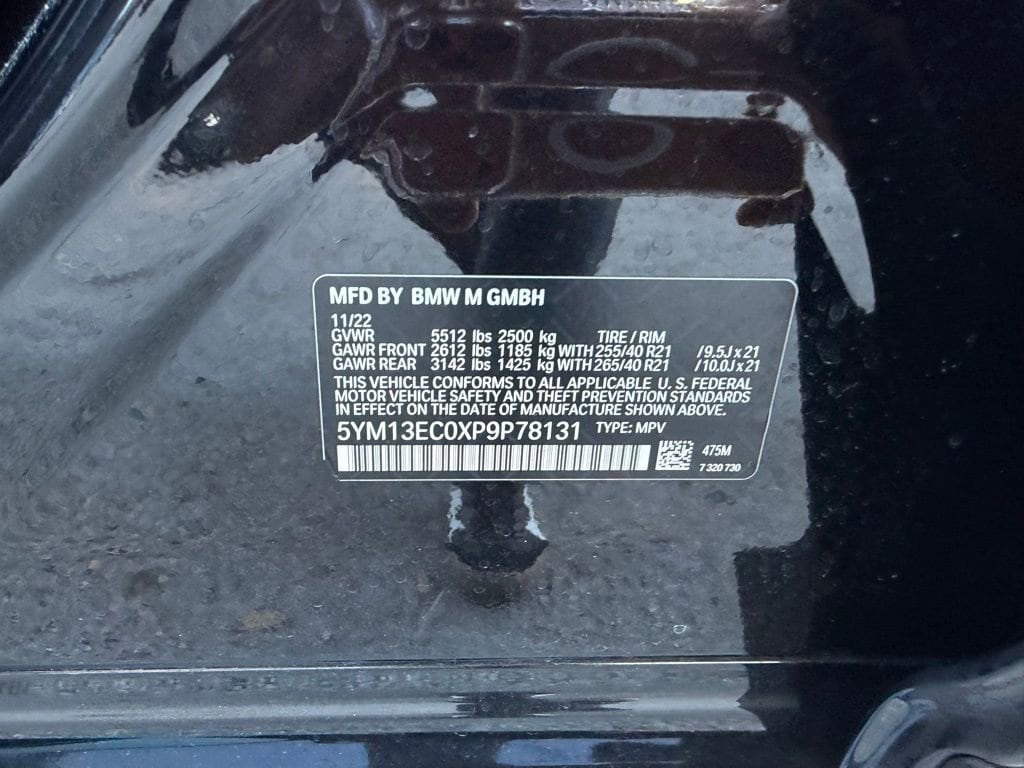 MFD BY BMW M GMBH
11/22
GVWR 5512 lbs 2500 kg TIRE / RIM
GAWR FRONT 2612 lbs 1185 kg WITH 255/40 R21 /9.5J x 21
GAWR REAR 3142 lbs 1425 kg WITH 265/40 R21 /10.0J x 21
THIS VEHICLE CONFORMS TO ALL APPLICABLE U. S. FEDERAL
MOTOR VEHICLE SAFETY AND THEFT PREVENTION STANDARDS
IN EFFECT ON THE DATE OF MANUFACTURE SHOWN ABOVE.
5YM13EC0XP9P78131 TYPE: MPV
475M
7 320 730